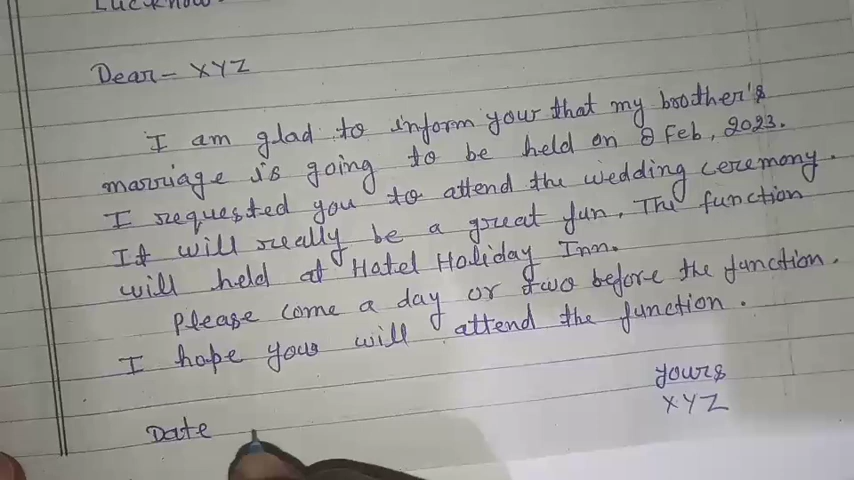 Lucknow
Dear- XYZ
I am glad to inform your that my brother's
marriage is going to be held on 8 Feb, 2023.
I requested you to attend the wedding ceremony.
It will really be a great fun. The function
will held at Hotel Holiday Inn.
Please come a day or two before the function.
I hope your will attend the function.
yours
XYZ
Date